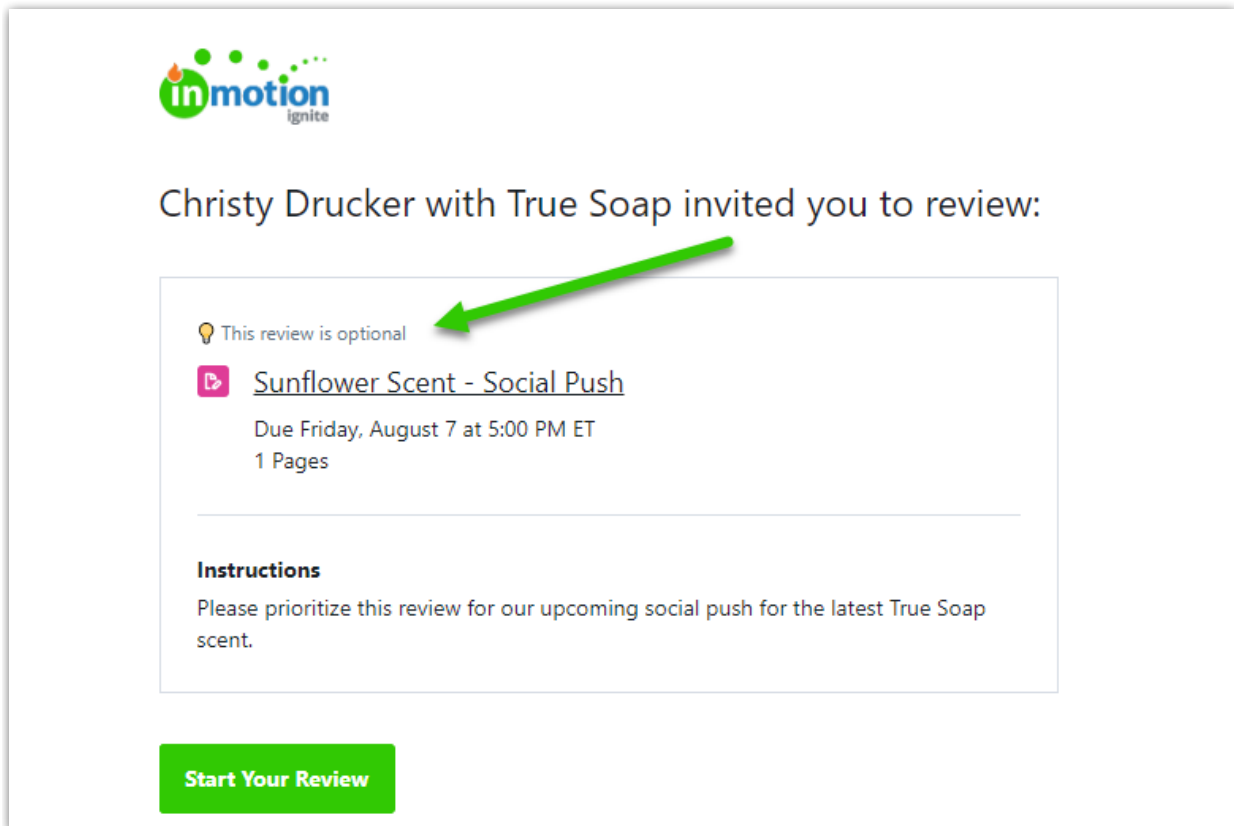 inmotion
ignite
Christy Drucker with True Soap invited you to review:
This review is optional
Sunflower Scent - Social Push
Due Friday, August 7 at 5:00 PM ET
1 Pages
Instructions
Please prioritize this review for our upcoming social push for the latest True Soap
scent.
Start Your Review